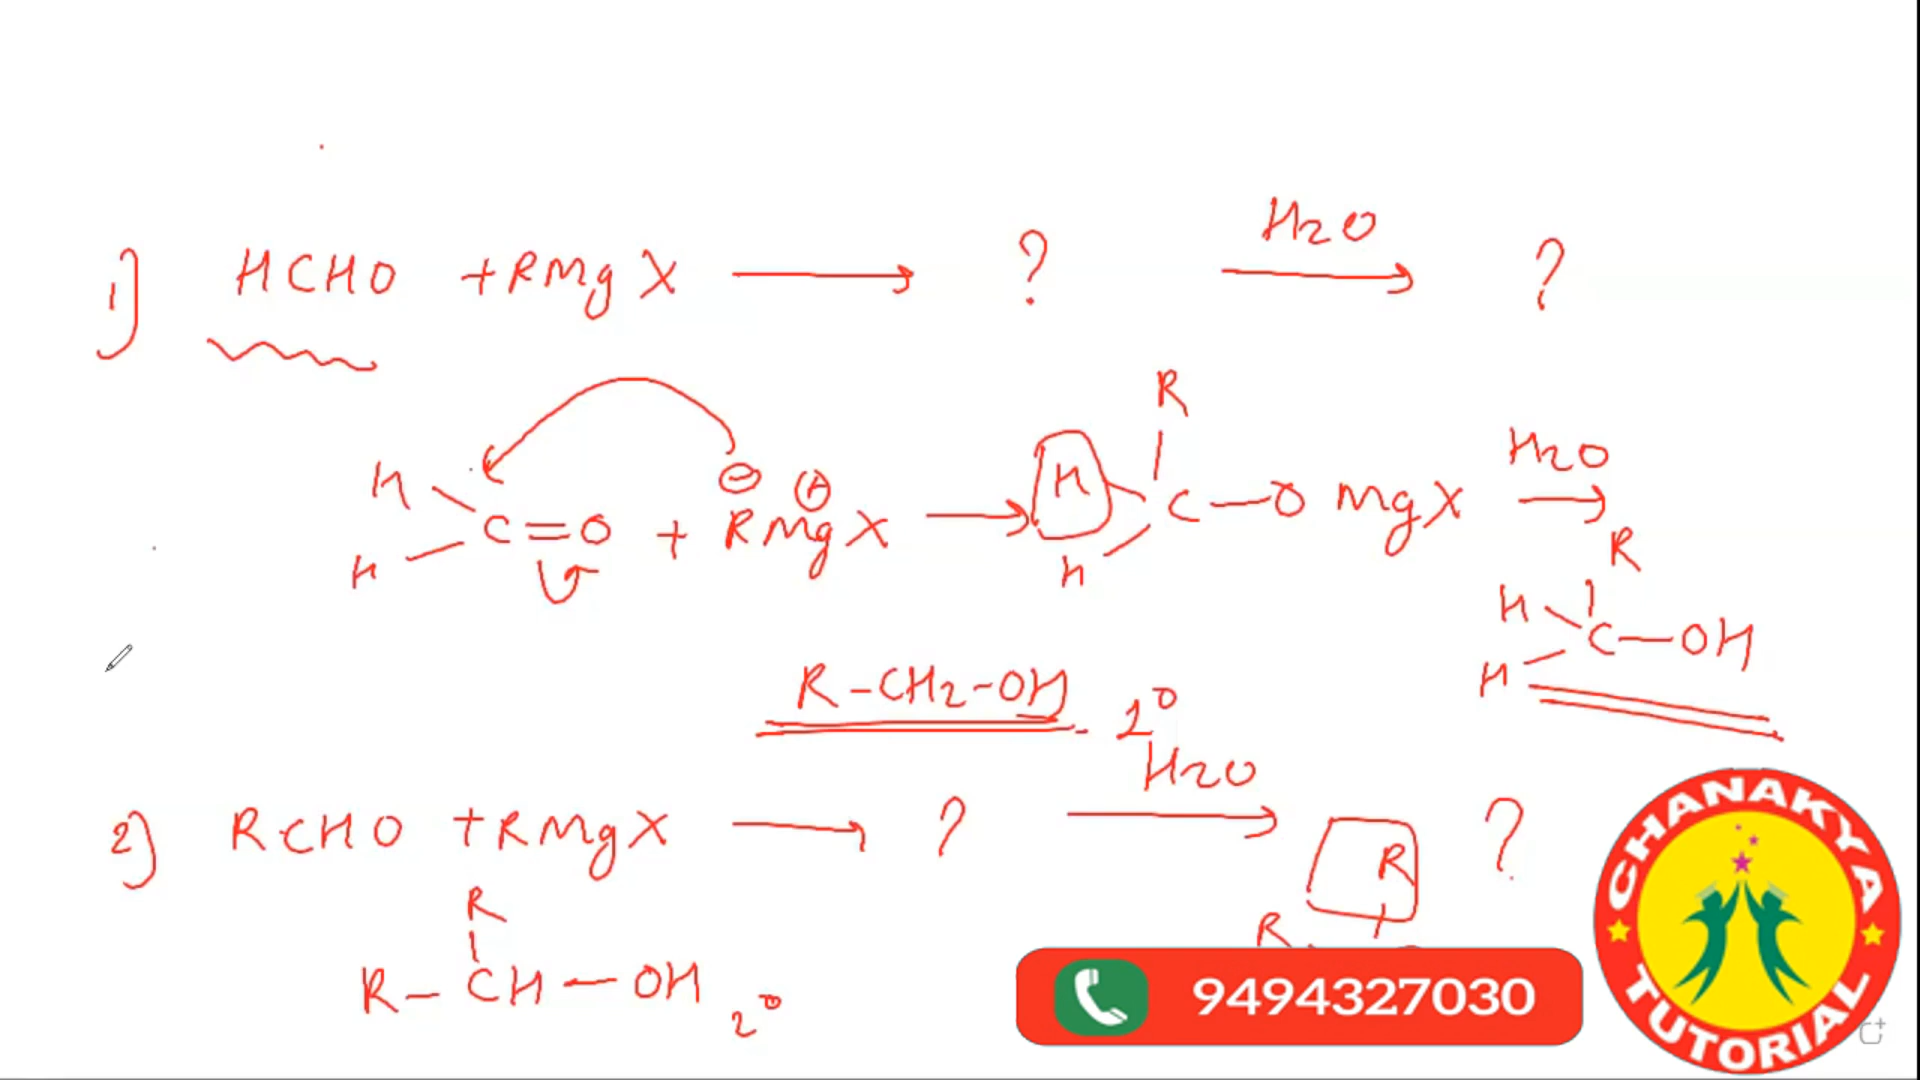 1) HCHO + RMgX → ? H2O → ?
R
H H C=O + R⊖ Mg⊕ X → H H C—O MgX H2O →
R
H H C—OH
R-CH2-OH 1°
2) RCHO + RMgX → ? H2O → ?
R
R
R
R—CH—OH 2°
9494327030
CHANAKYA TUTORIAL